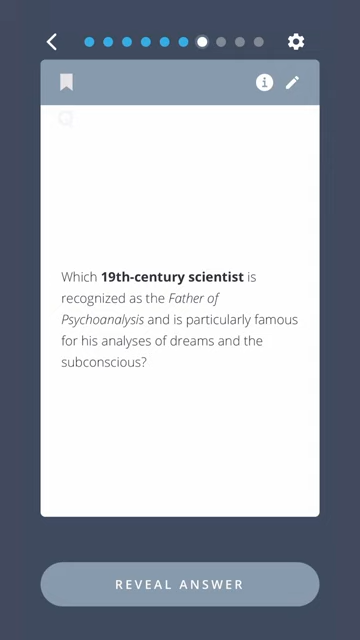 Which 19th-century scientist is
recognized as the Father of
Psychoanalysis and is particularly famous
for his analyses of dreams and the
subconscious?
REVEAL ANSWER